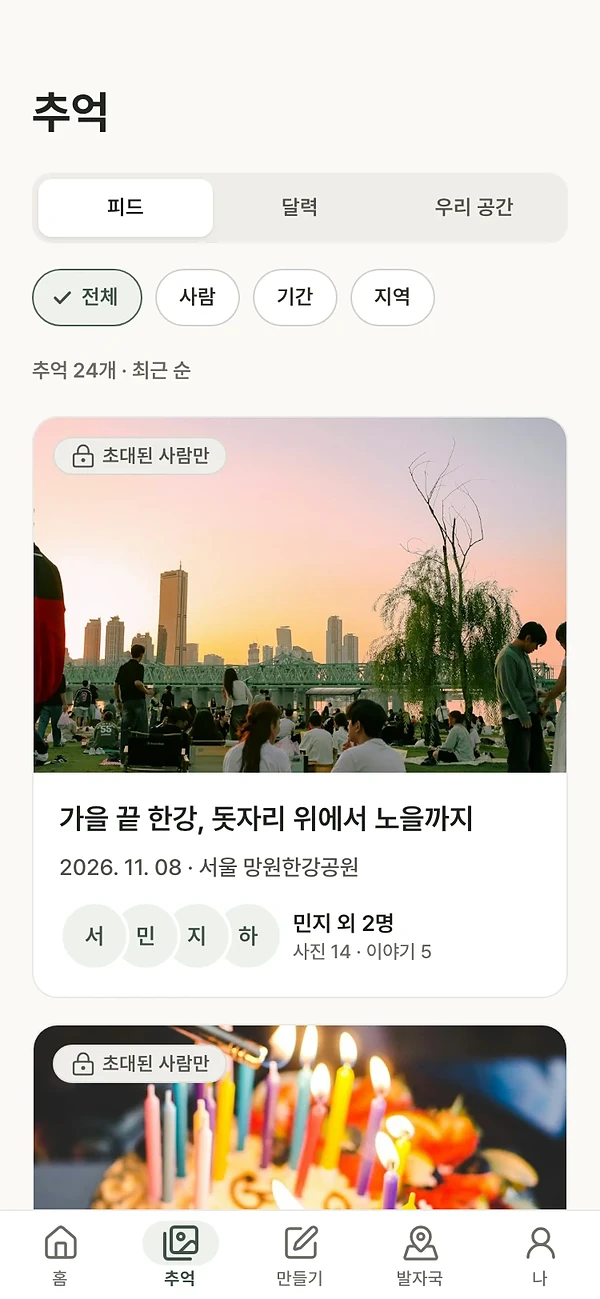 추억
피드
달력
우리 공간
전체
사람
기간
지역
추억 24개 · 최근 순
초대된 사람만
55
가을 끝 한강, 돗자리 위에서 노을까지
2026. 11. 08 · 서울 망원한강공원
서
민
지
하
민지 외 2명
사진 14 · 이야기 5
초대된 사람만
홈
추억
만들기
발자국
나